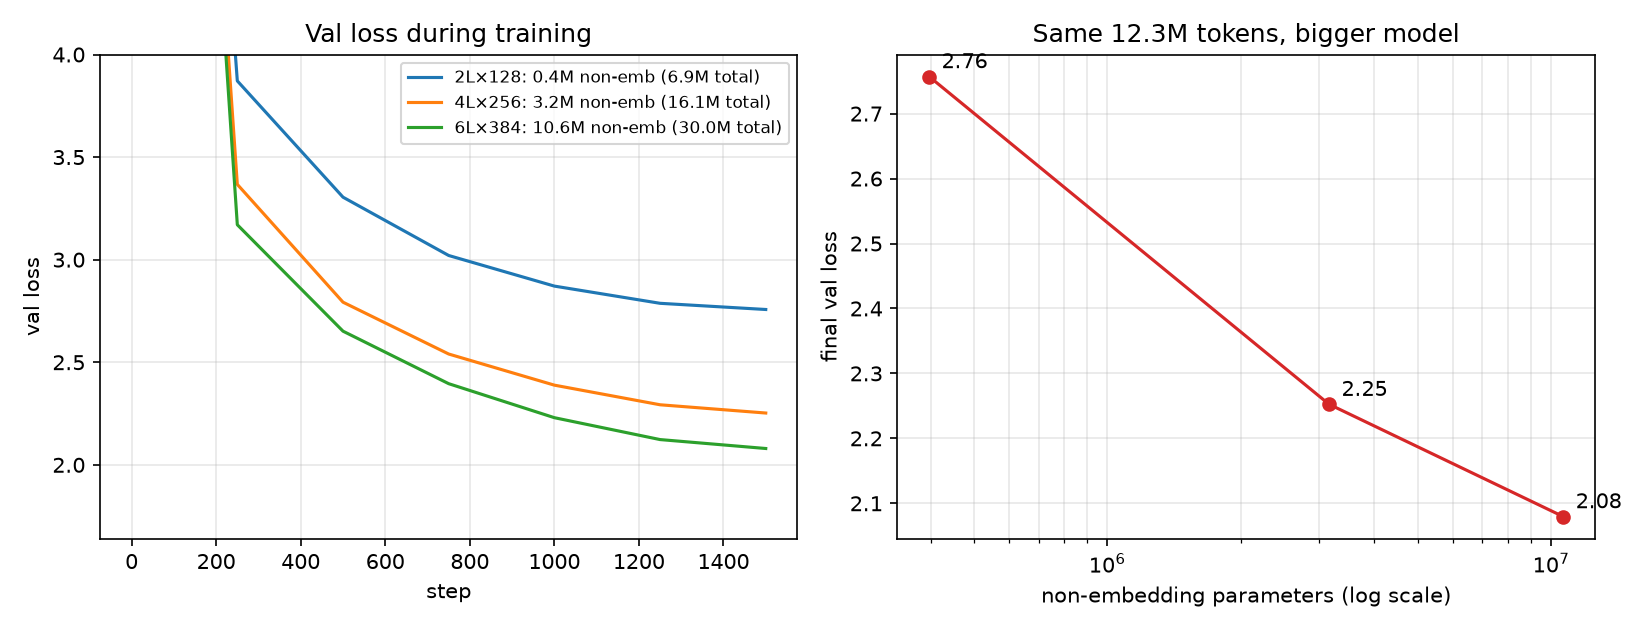 Val loss during training
4.0
3.5
3.0
2.5
2.0
val loss
0 200 400 600 800 1000 1200 1400
step
2L×128: 0.4M non-emb (6.9M total)
4L×256: 3.2M non-emb (16.1M total)
6L×384: 10.6M non-emb (30.0M total)
Same 12.3M tokens, bigger model
2.7
2.6
2.5
2.4
2.3
2.2
2.1
final val loss
2.76
2.25
2.08
10⁶ 10⁷
non-embedding parameters (log scale)